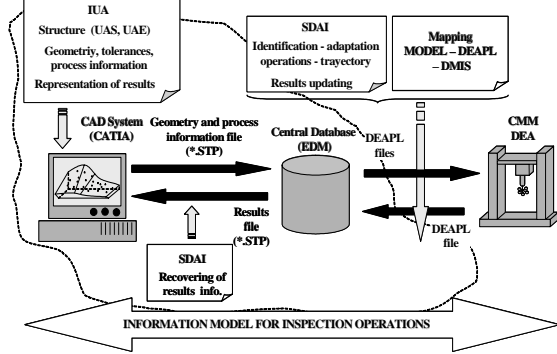 IUA
Structure (UAS, UAE)
Geometriy, tolerances,
process information
Representation of results
SDAI
Identification - adaptation
operations - trayectory
Results updating
Mapping
MODEL – DEAPL
– DMIS
CAD System
(CATIA)
Geometry and process
information file
(*.STP)
Central Database
(EDM)
DEAPL
files
CMM
DEA
Results
file
(*.STP)
DEAPL
file
SDAI
Recovering of
results info.
INFORMATION MODEL FOR INSPECTION OPERATIONS